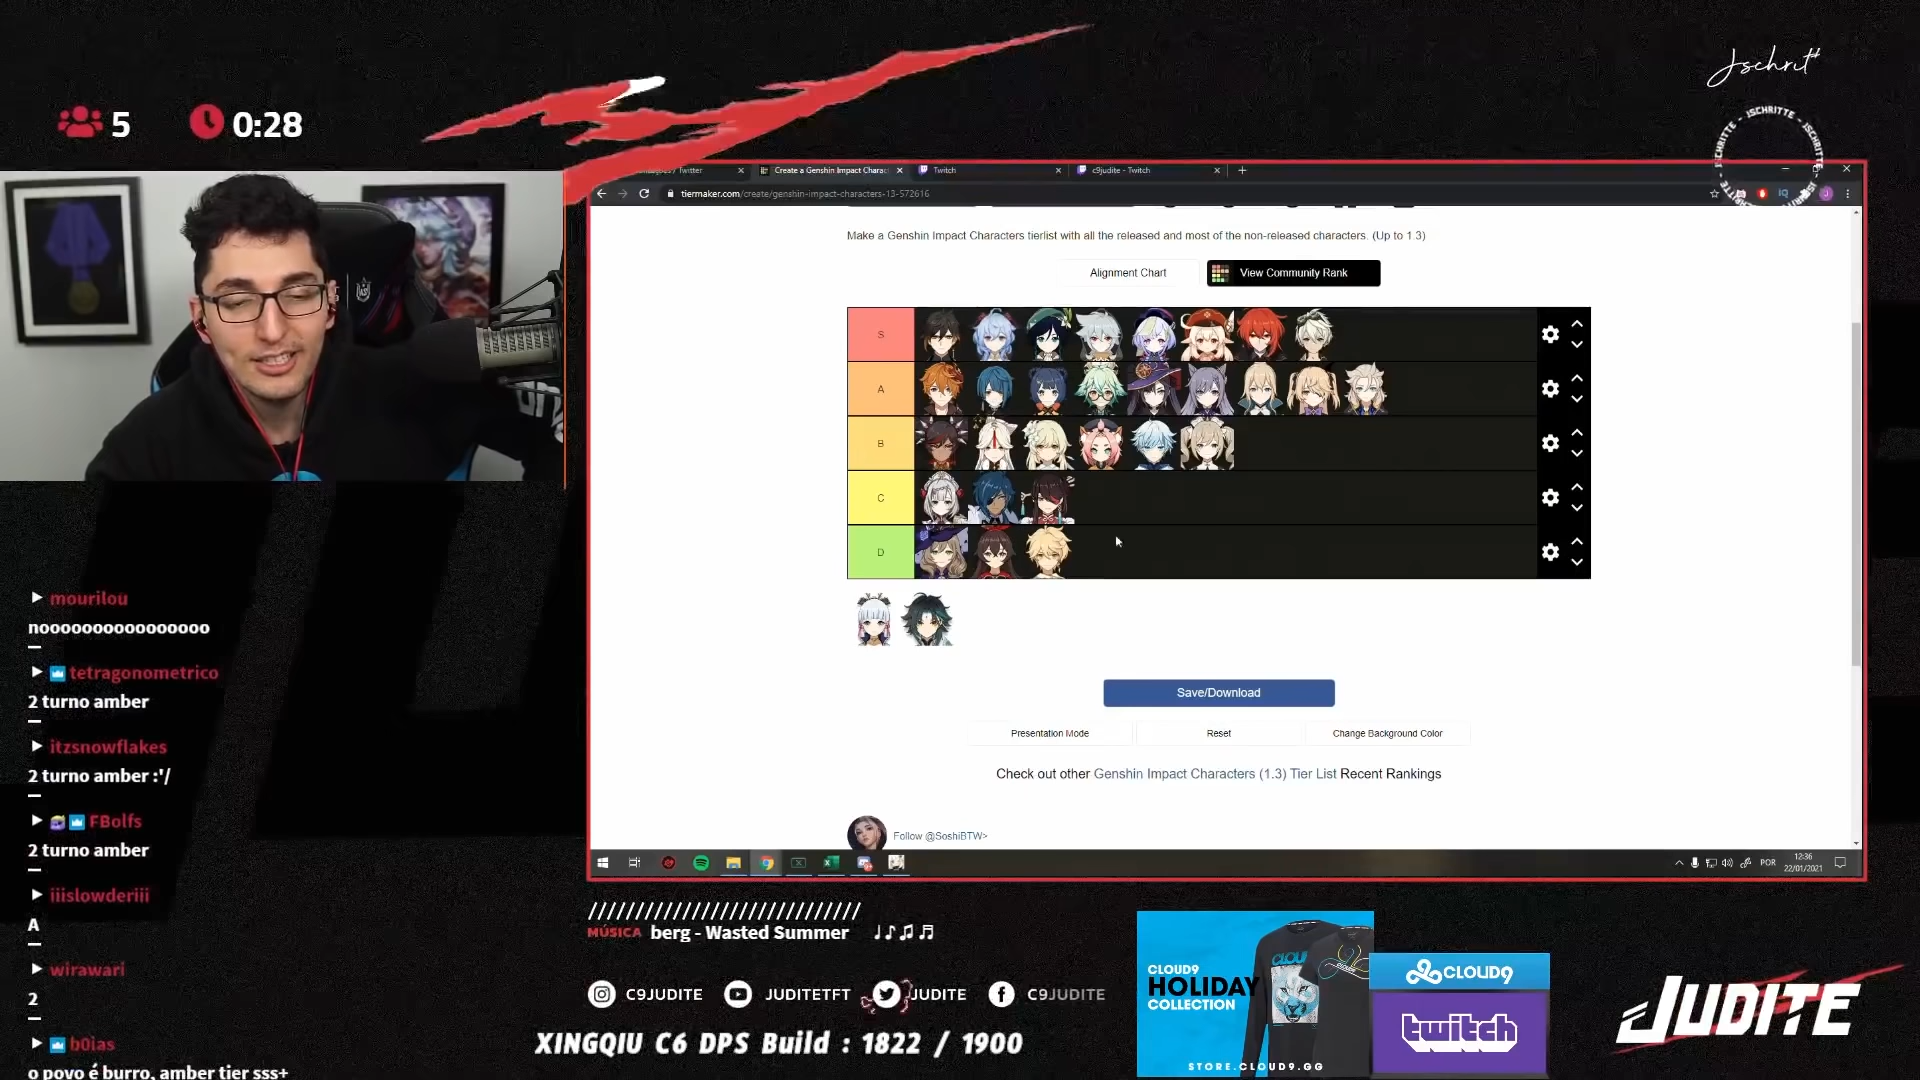 Jschritt
JSCHRITTE - JSCHRITTE -
5
0:28
/ Twitter
Create a Genshin Impact Charac
Twitch
c9judite - Twitch
tiermaker.com/create/genshin-impact-characters-13-572616
Make a Genshin Impact Characters tierlist with all the released and most of the non-released characters. (Up to 1.3)
Alignment Chart
View Community Rank
S
A
B
C
D
Save/Download
Presentation Mode
Reset
Change Background Color
Check out other Genshin Impact Characters (1.3) Tier List Recent Rankings
Follow @SoshiBTW>
POR
12:36
22/01/2021
mourilou
noooooooooooooooo
tetragonometrico
2 turno amber
itzsnowflakes
2 turno amber :'/
FBolfs
2 turno amber
iiislowderiii
A
wirawari
2
b0ias
o povo é burro, amber tier sss+
////////////////////////////
MÚSICA berg - Wasted Summer
C9JUDITE
JUDITETFT
JUDITE
C9JUDITE
XINGQIU C6 DPS Build : 1822 / 1900
CLOUD9
HOLIDAY
COLLECTION
CLOUD
STORE.CLOUD9.GG
CLOUD9
twitch
JUDITE